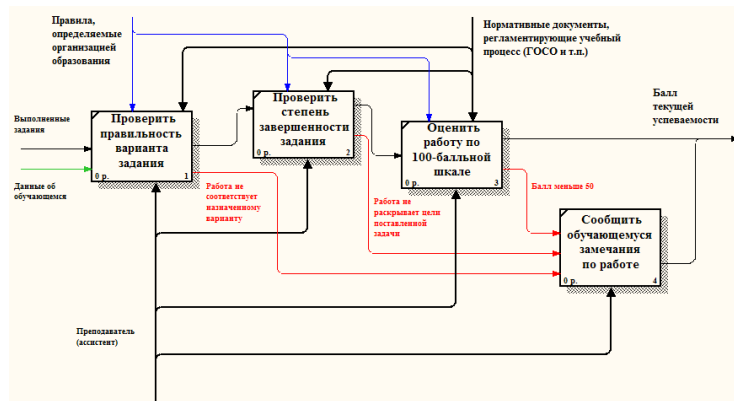 Правила,
определяемые
организацией
образования
Нормативные документы,
регламентирующие учебный
процесс (ГОСО и т.п.)
Балл
текущей
успеваемости
Выполненные
задания
Данные об
обучающемся
Проверить
правильность
варианта
задания
0 р. 1
Проверить
степень
завершенности
задания
0 р. 2
Оценить
работу по
100-балльной
шкале
0 р. 3
Работа не
соответствует
назначенному
варианту
Работа не
раскрывает цели
поставленной
задачи
Балл меньше 50
Сообщить
обучающемуся
замечания
по работе
0 р. 4
Преподаватель
(ассистент)